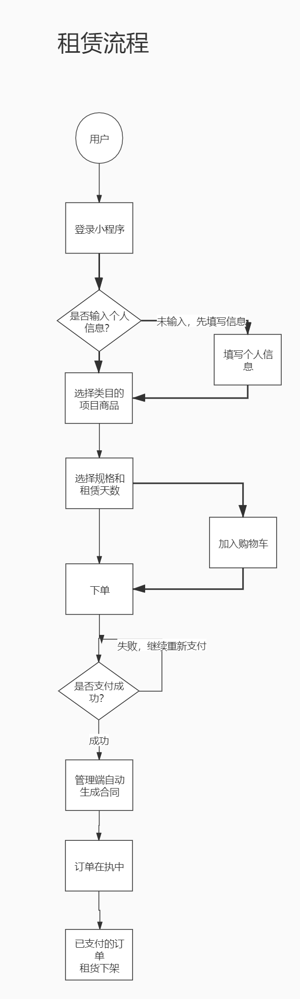 租赁流程
用户
登录小程序
是否输入个人
信息?
未输入，先填写信息
填写个人信
息
选择类目的
项目商品
选择规格和
租赁天数
加入购物车
下单
失败，继续重新支付
是否支付成
功?
成功
管理端自动
生成合同
订单在执中
已支付的订
单
租货下架